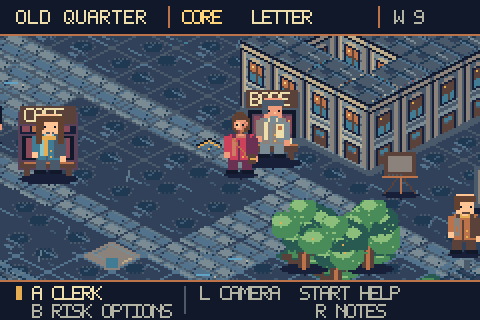 OLD QUARTER CORE LETTER W 9
A CLERK L CAMERA START HELP
B RISK OPTIONS R NOTES